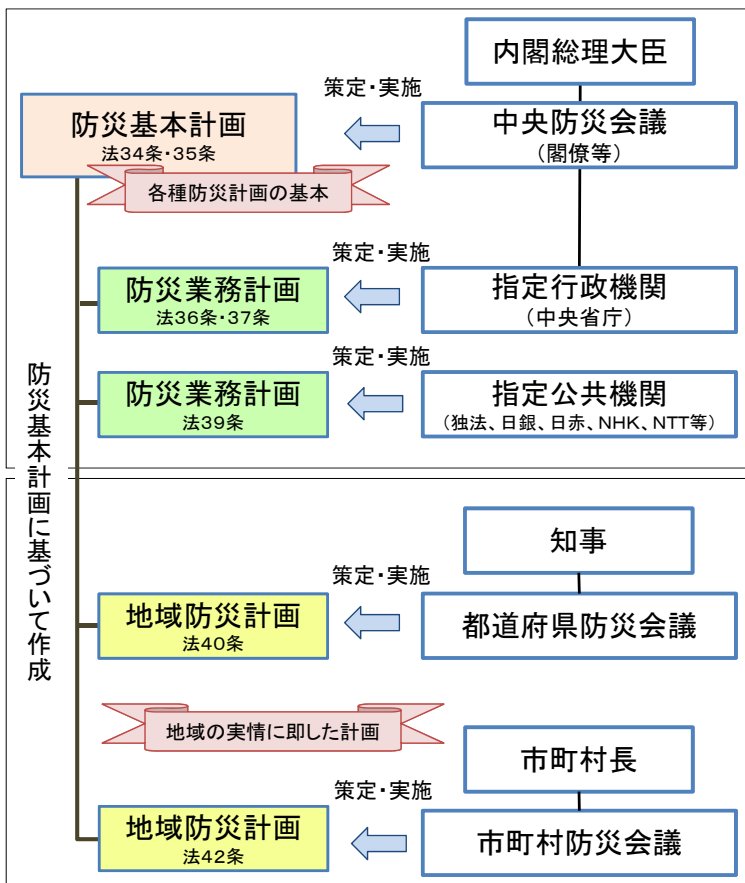 内閣総理大臣
策定・実施
防災基本計画
法34条・35条
中央防災会議
（閣僚等）
各種防災計画の基本
策定・実施
防災業務計画
法36条・37条
指定行政機関
（中央省庁）
策定・実施
防災業務計画
法39条
指定公共機関
（独法、日銀、日赤、NHK、NTT等）
防災基本計画に基づいて作成
知事
策定・実施
地域防災計画
法40条
都道府県防災会議
地域の実情に即した計画
市町村長
策定・実施
地域防災計画
法42条
市町村防災会議